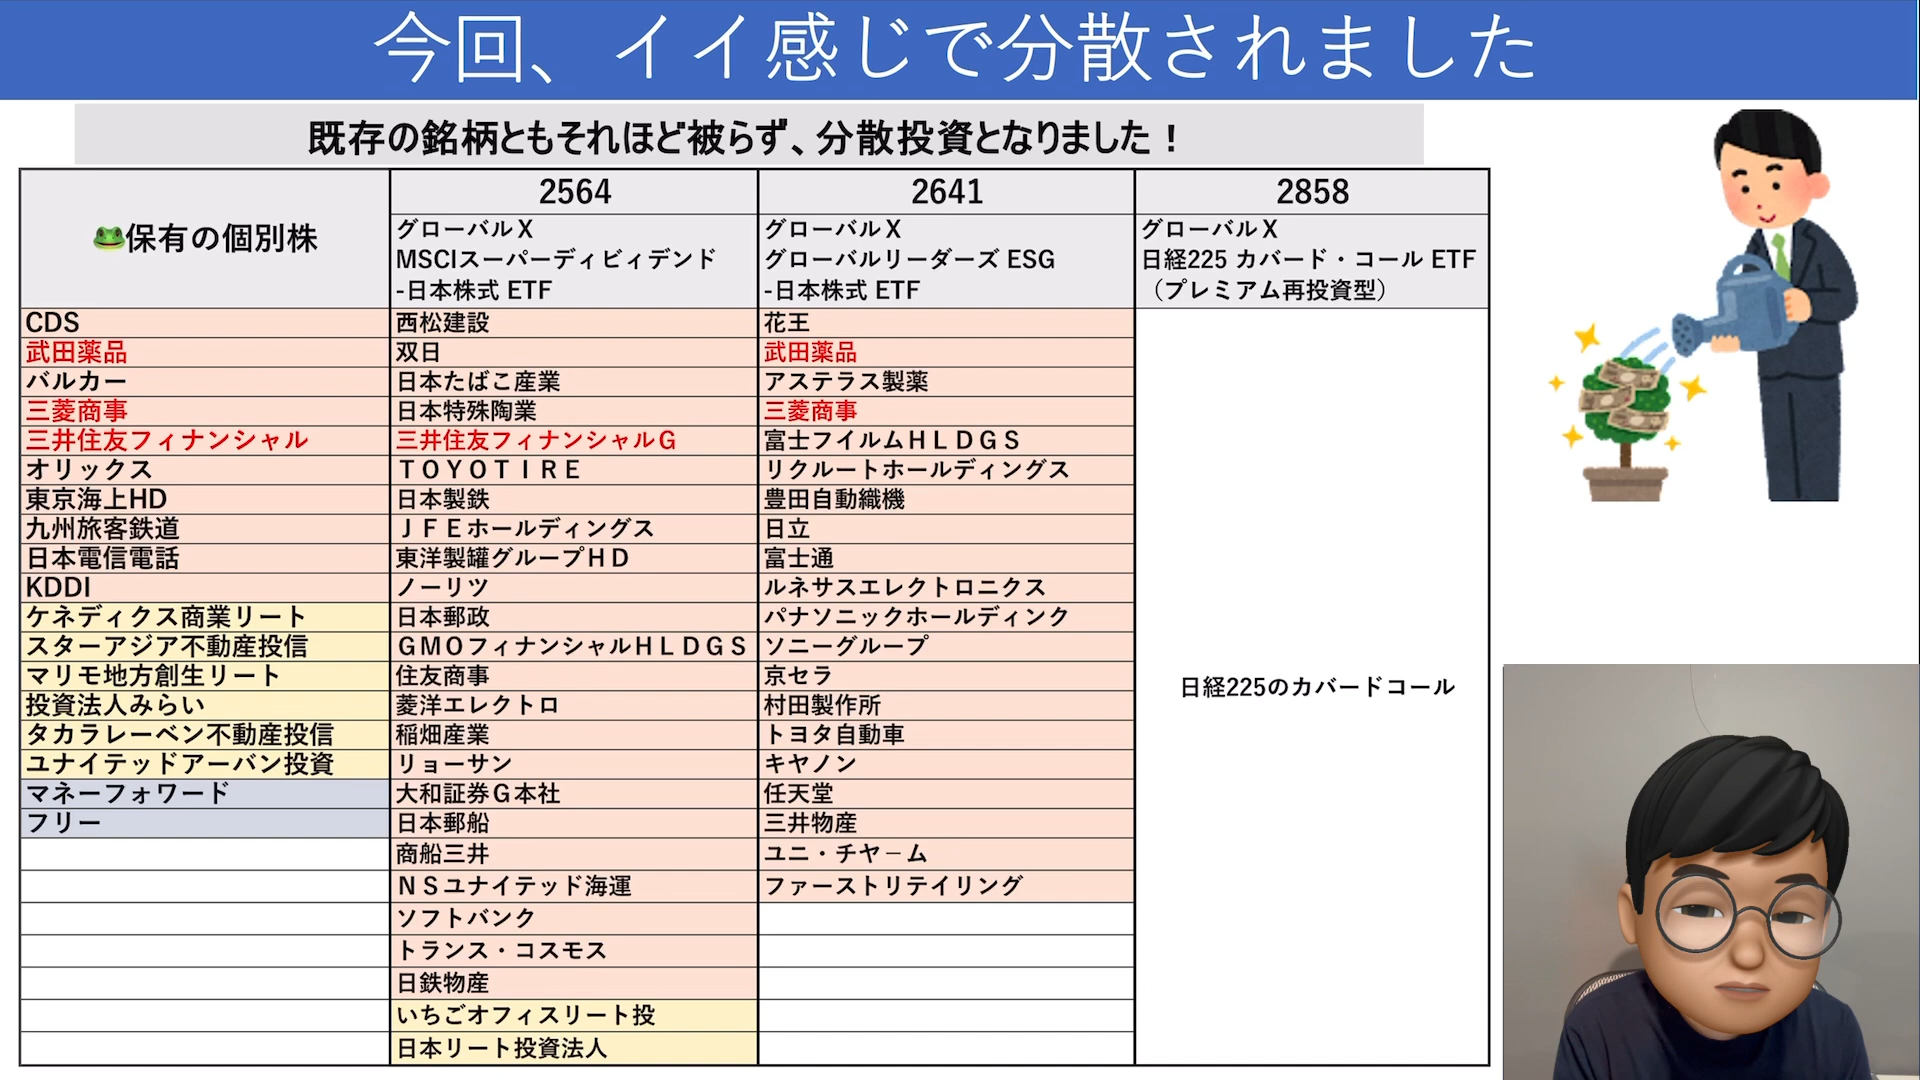 今回、イイ感じで分散されました
既存の銘柄ともそれほど被らず、分散投資となりました！
🐸保有の個別株
2564
2641
2858
グローバルX
MSCIスーパーディビィデンド
-日本株式 ETF
グローバルX
グローバルリーダーズ ESG
-日本株式 ETF
グローバルX
日経225 カバード・コール ETF
（プレミアム再投資型）
CDS
西松建設
花王
武田薬品
双日
武田薬品
バルカー
日本たばこ産業
アステラス製薬
三菱商事
日本特殊陶業
三菱商事
三井住友フィナンシャル
三井住友フィナンシャルＧ
富士フイルムＨＬＤＧＳ
オリックス
ＴＯＹＯＴＩＲＥ
リクルートホールディングス
東京海上HD
日本製鉄
豊田自動織機
九州旅客鉄道
ＪＦＥホールディングス
日立
日本電信電話
東洋製罐グループＨＤ
富士通
KDDI
ノーリツ
ルネサスエレクトロニクス
ケネディクス商業リート
日本郵政
パナソニックホールディンク
スターアジア不動産投信
ＧＭＯフィナンシャルＨＬＤＧＳ
ソニーグループ
マリモ地方創生リート
住友商事
京セラ
日経225のカバードコール
投資法人みらい
菱洋エレクトロ
村田製作所
タカラレーベン不動産投信
稲畑産業
トヨタ自動車
ユナイテッドアーバン投資
リョーサン
キヤノン
マネーフォワード
大和証券Ｇ本社
任天堂
フリー
日本郵船
三井物産
商船三井
ユニ・チヤ－ム
ＮＳユナイテッド海運
ファーストリテイリング
ソフトバンク
トランス・コスモス
日鉄物産
いちごオフィスリート投
日本リート投資法人